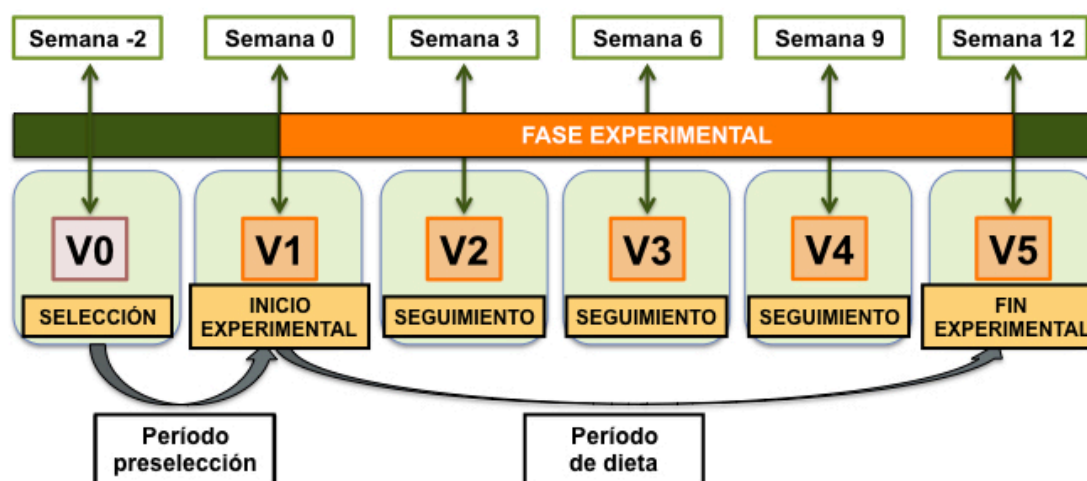 Semana -2
Semana 0
Semana 3
Semana 6
Semana 9
Semana 12
FASE EXPERIMENTAL
V0
V1
V2
V3
V4
V5
SELECCIÓN
INICIO
EXPERIMENTAL
SEGUIMIENTO
SEGUIMIENTO
SEGUIMIENTO
FIN
EXPERIMENTAL
Período
preselección
Período
de dieta